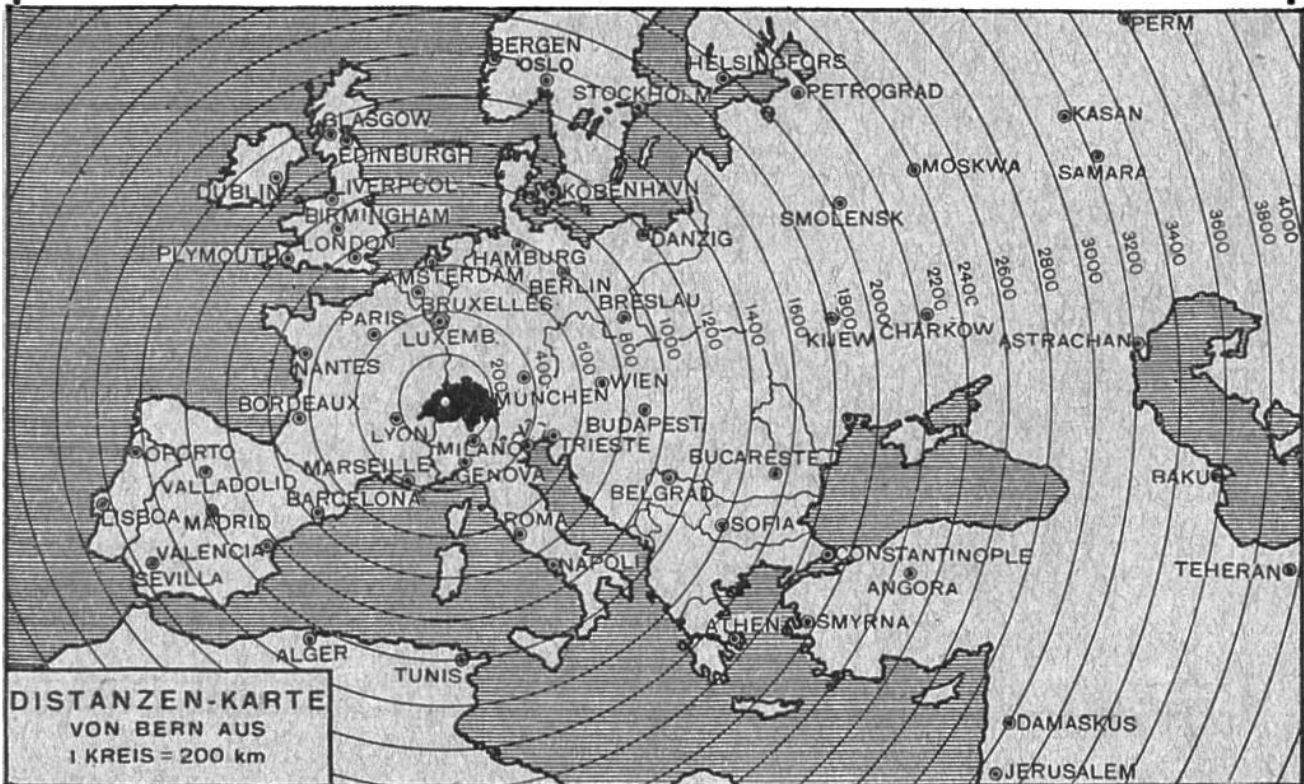 PERM
BERGEN
OSLO
HELSINGFORS
STOCKHOLM
PETROGRAD
KASAN
GLASGOW
EDINBURGH
MOSKWA
SAMARA
DUBLIN
LIVERPOOL
KÖBENHAVN
BIRMINGHAM
SMOLENSK
LONDON
PLYMOUTH
DANZIG
HAMBURG
AMSTERDAM
BERLIN
BRUXELLES
BRESLAU
PARIS
LUXEMB.
KIJEW
CHARKOW
ASTRACHAN
NANTES
200
400
600
800
1000
1200
1400
1600
1800
2000
2200
2400
2600
2800
3000
3200
3400
3600
3800
4000
MÜNCHEN
WIEN
BORDEAUX
BUDAPEST
LYON
MILANO
TRIESTE
OPORTO
MARSEILLE
GENOVA
BUCAREST
VALLADOLID
BELGRAD
BAKU
BARCELONA
LISBOA
MADRID
ROMA
SOFIA
VALENCIA
SEVILLA
NAPOLI
CONSTANTINOPLE
ANGORA
TEHERAN
ATHEN
SMYRNA
ALGER
TUNIS
DAMASKUS
JERUSALEM
DISTANZEN-KARTE
VON BERN AUS
1 KREIS = 200 km